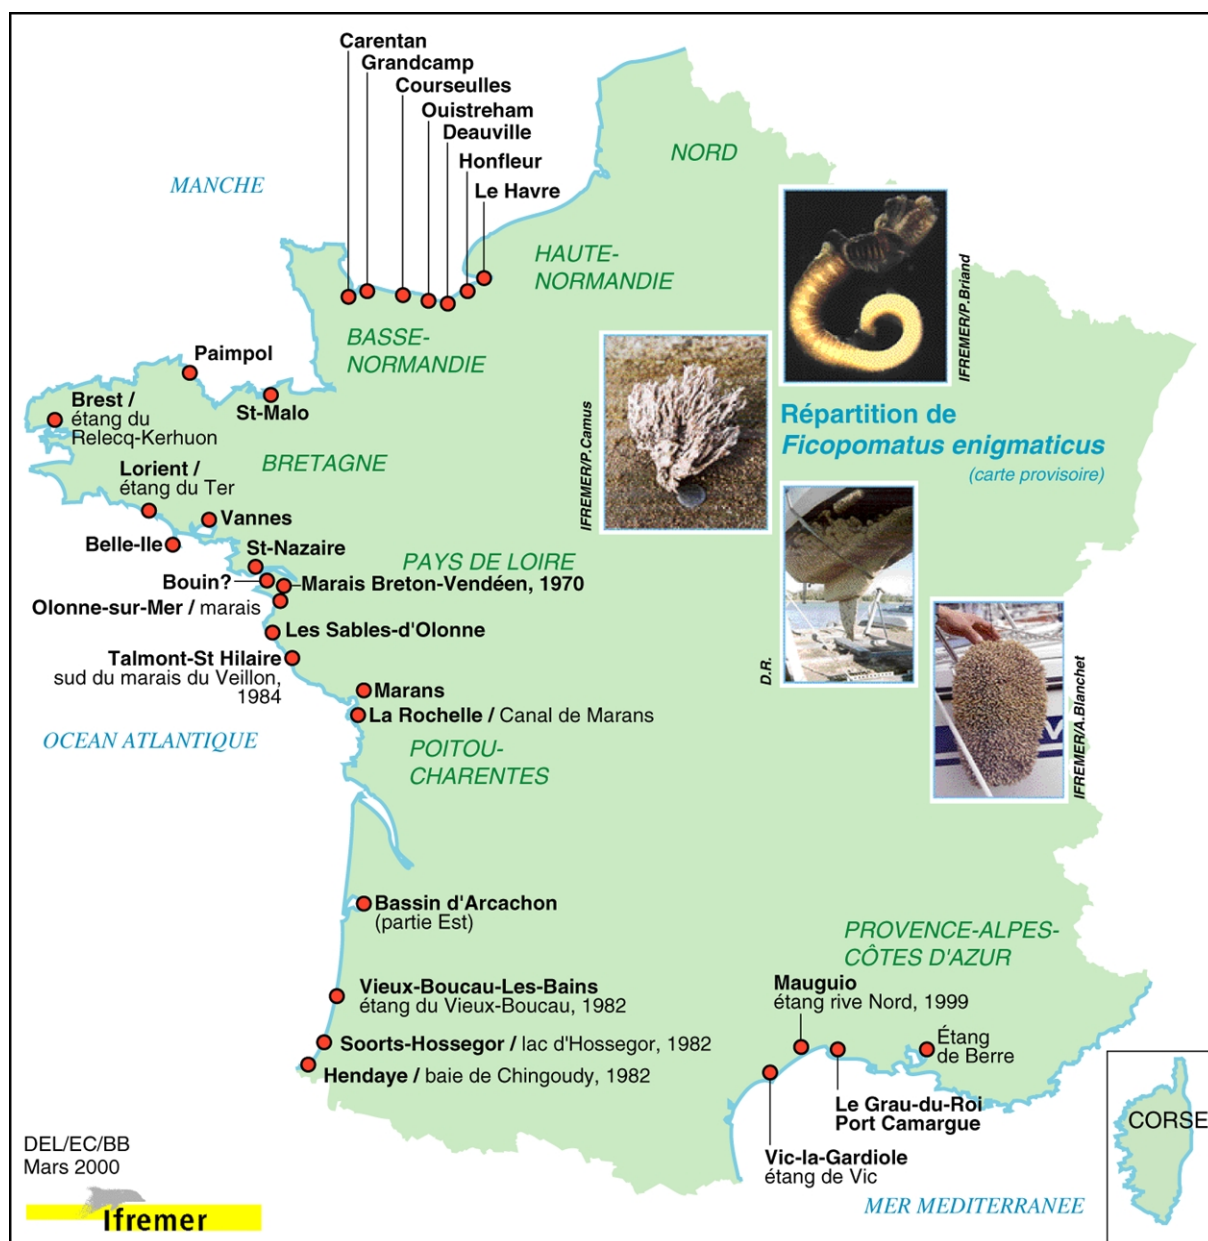 Carentan
Grandcamp
Courseulles
Ouistreham
Deauville
Honfleur
Le Havre
MANCHE
NORD
HAUTE-
NORMANDIE
BASSE-
NORMANDIE
IFREMER/P.Briand
IFREMER/P.Camus
Répartition de
Ficopomatus enigmaticus
(carte provisoire)
D.R.
IFREMER/A.Blanchet
Paimpol
St-Malo
Brest /
étang du
Relecq-Kerhuon
BRETAGNE
Lorient /
étang du Ter
Vannes
Belle-Ile
St-Nazaire
PAYS DE LOIRE
Bouin?
Marais Breton-Vendéen, 1970
Olonne-sur-Mer / marais
Les Sables-d'Olonne
Talmont-St Hilaire
sud du marais du Veillon,
1984
Marans
La Rochelle / Canal de Marans
OCEAN ATLANTIQUE
POITOU-
CHARENTES
Bassin d'Arcachon
(partie Est)
PROVENCE-ALPES-
CÔTES D'AZUR
Vieux-Boucau-Les-Bains
étang du Vieux-Boucau, 1982
Mauguio
étang rive Nord, 1999
Soorts-Hossegor / lac d'Hossegor, 1982
Étang
de Berre
Hendaye / baie de Chingoudy, 1982
Le Grau-du-Roi
Port Camargue
Vic-la-Gardiole
étang de Vic
CORSE
MER MEDITERRANEE
DEL/EC/BB
Mars 2000
Ifremer